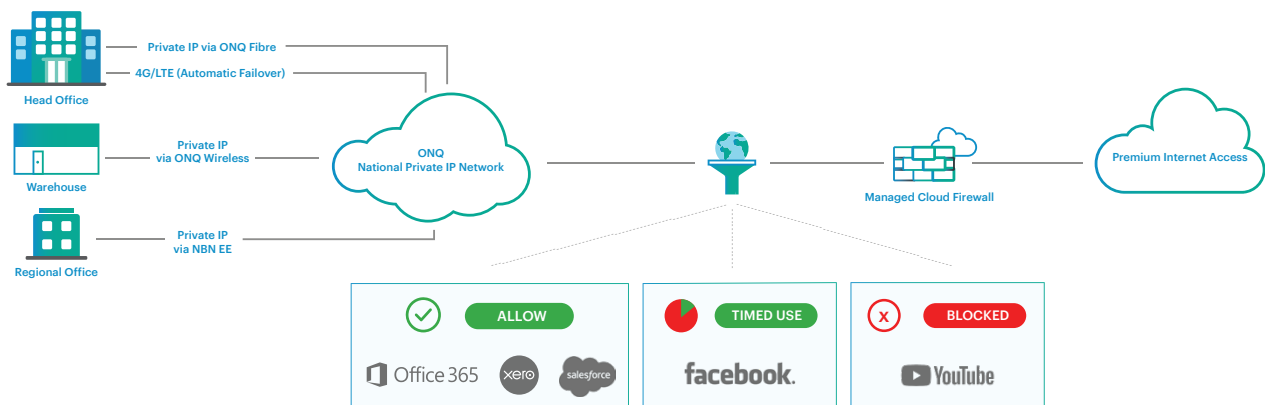 Private IP via ONQ Fibre
4G/LTE (Automatic Failover)
Head Office
Private IP
via ONQ Wireless
Warehouse
Private IP
via NBN EE
Regional Office
ONQ
National Private IP Network
Managed Cloud Firewall
Premium Internet Access
ALLOW
Office 365
xero
salesforce
TIMED USE
facebook.
X
BLOCKED
YouTube